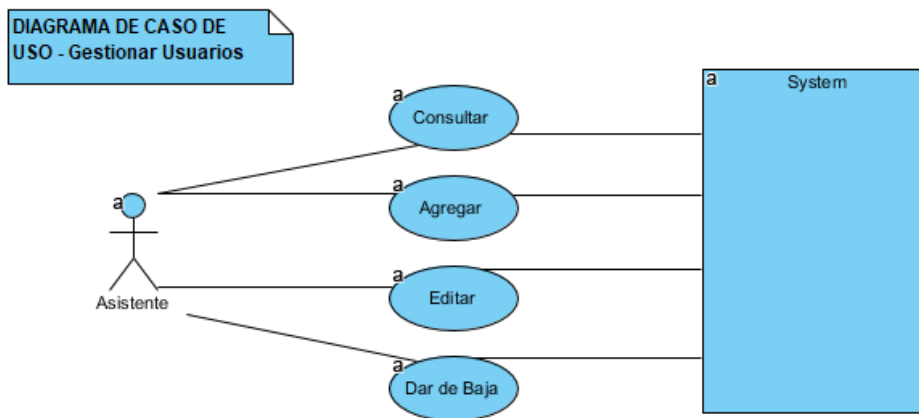 DIAGRAMA DE CASO DE
USO - Gestionar Usuarios
a
System
a
Consultar
a
Agregar
a
Asistente
a
Editar
a
Dar de Baja